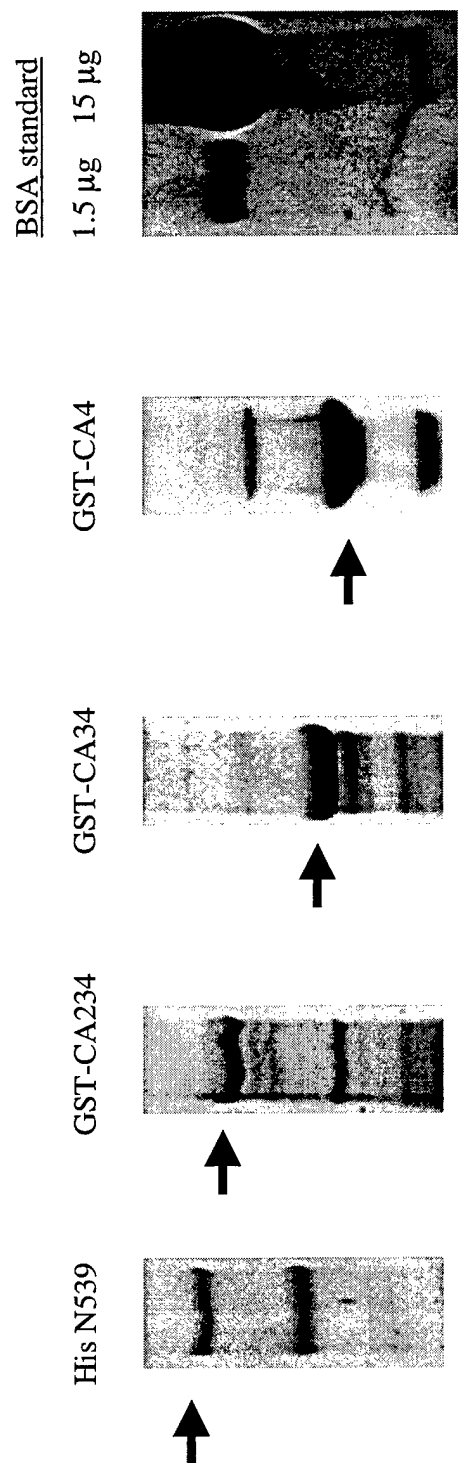 BSA standard
1.5 µg 15 µg
GST-CA4
GST-CA34
GST-CA234
His N539